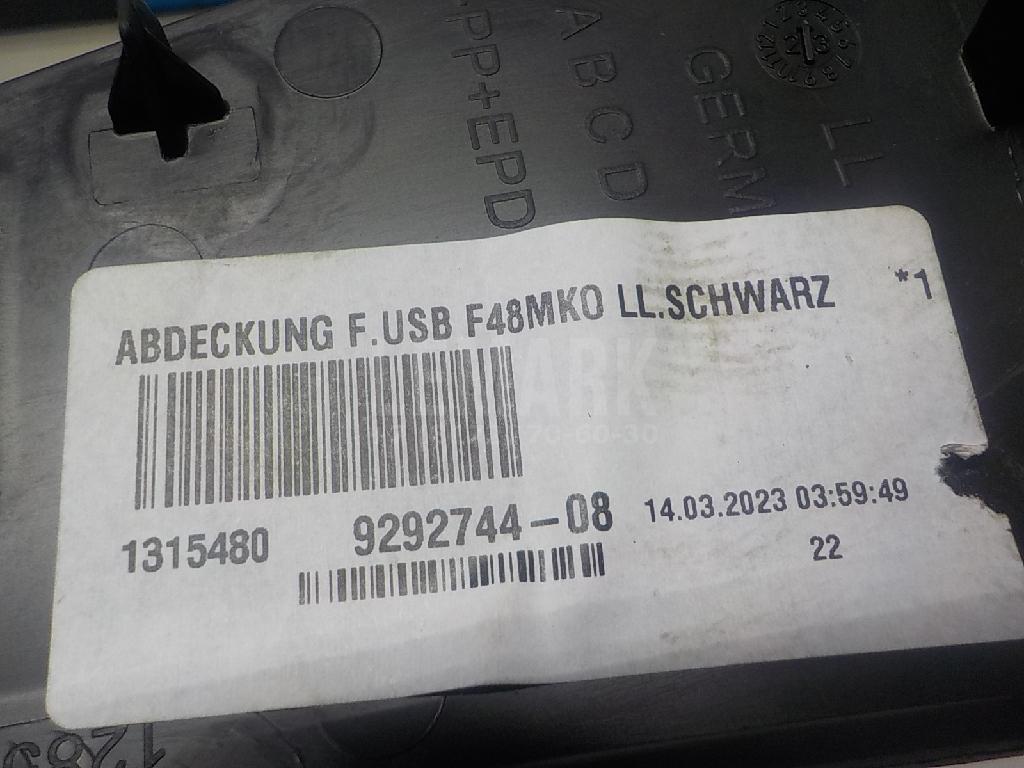 PP+EPD
A B C D
GERM
LL
ABDECKUNG F.USB F48MKO LL.SCHWARZ *1
1315480 9292744-08 14.03.2023 03:59:49
22